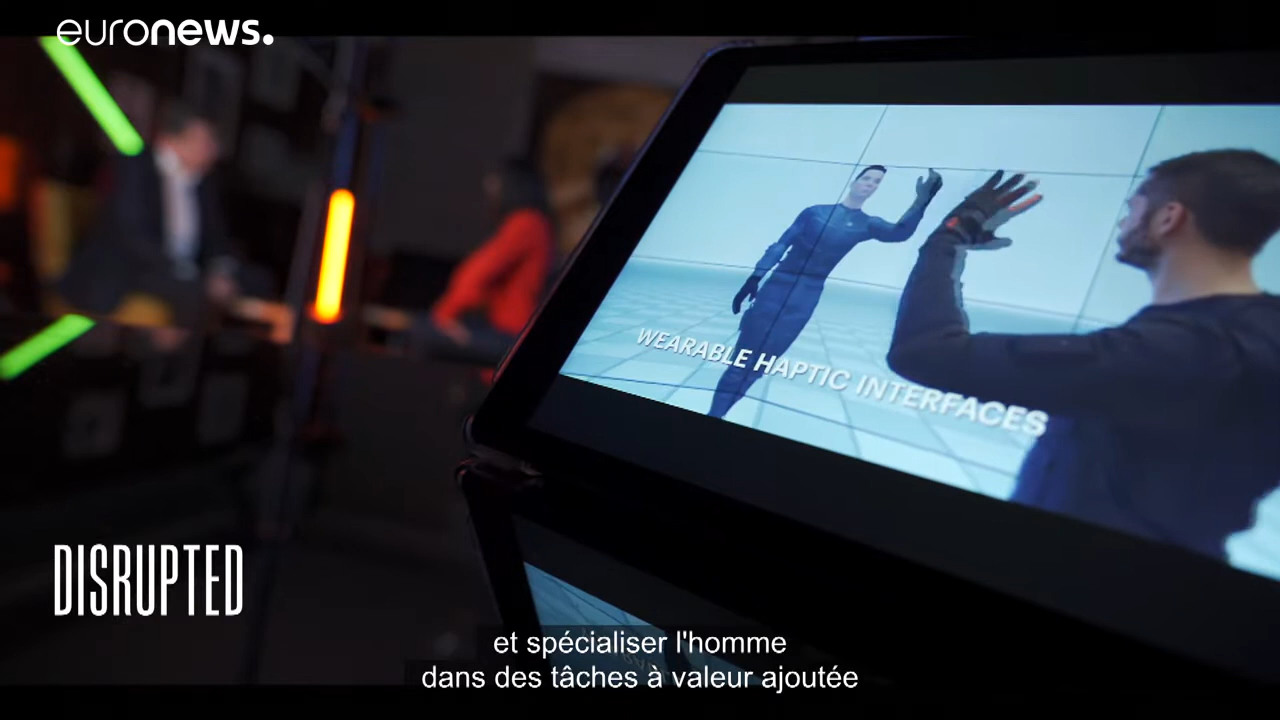 euronews.
WEARABLE HAPTIC INTERFACES
DISRUPTED
et spécialiser l'homme
dans des tâches à valeur ajoutée